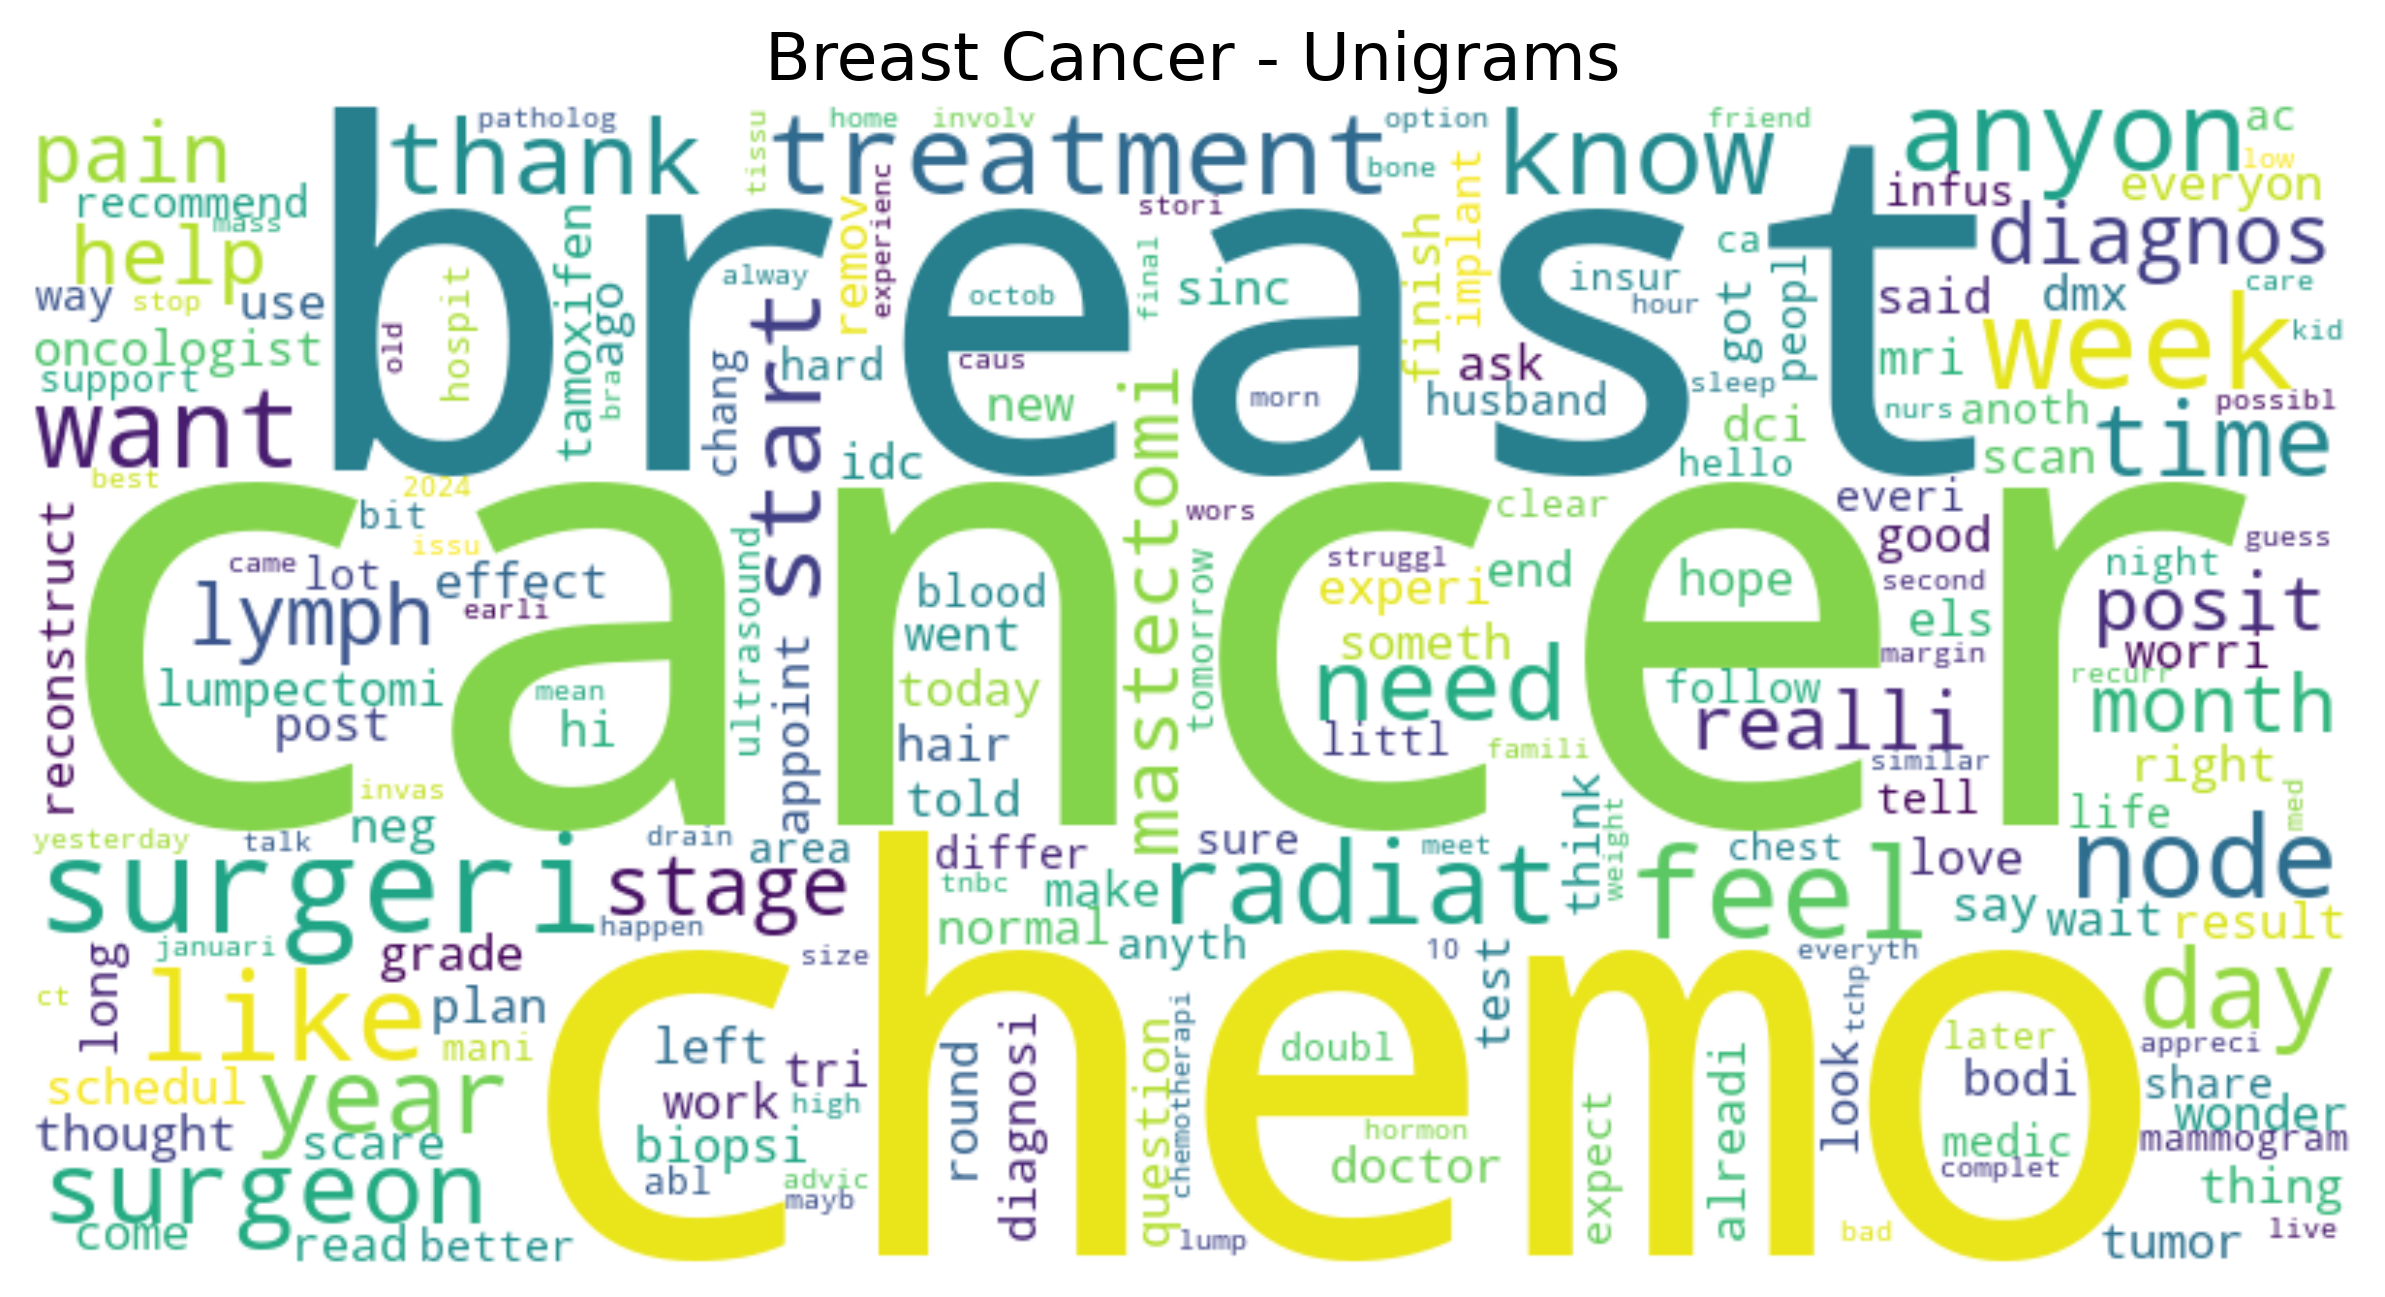 Breast Cancer - Unigrams
pain
thank
patholog
tissu
home
involv
treatment
option
bone
know
friend
anyon
ac
low
everyon
infus
recommend
mass
help
diagnos
way
stop
use
breast
old
hospit
tamoxifen
ago
bra
alway
remov
experienc
octob
stori
final
sinc
finish
implant
insur
hour
ca
got
peopl
said
dmx
care
week
kid
oncologist
support
want
chang
start
hard
caus
new
morn
ask
husband
sleep
dci
mri
nurs
anoth
possibl
time
scan
hello
idc
mastectomi
best
2024
bit
issu
cancer
came
lot
effect
earli
lymph
reconstruct
lumpectomi
post
mean
hi
ultrasound
appoint
blood
went
today
hair
told
wors
tomorrow
clear
struggl
experi
end
someth
need
littl
famili
hope
follow
realli
everi
good
second
els
margin
similar
tell
night
guess
posit
worri
recurr
month
right
life
med
invas
neg
yesterday
talk
drain
area
surgeri
stage
happen
differ
tnbc
make
normal
sure
meet
radiat
anyth
think
weight
feel
chest
love
say
wait
node
result
januari
grade
long
ct
like
plan
mani
size
chemo
10
test
everyth
tchp
look
day
later
bodi
appreci
share
wonder
mammogram
medic
complet
thing
schedul
year
thought
scare
surgeon
come
read
better
left
tri
work
high
biopsi
abl
advic
mayb
round
diagnosi
question
chemotherapi
lump
doubl
hormon
doctor
expect
alreadi
bad
tumor
live